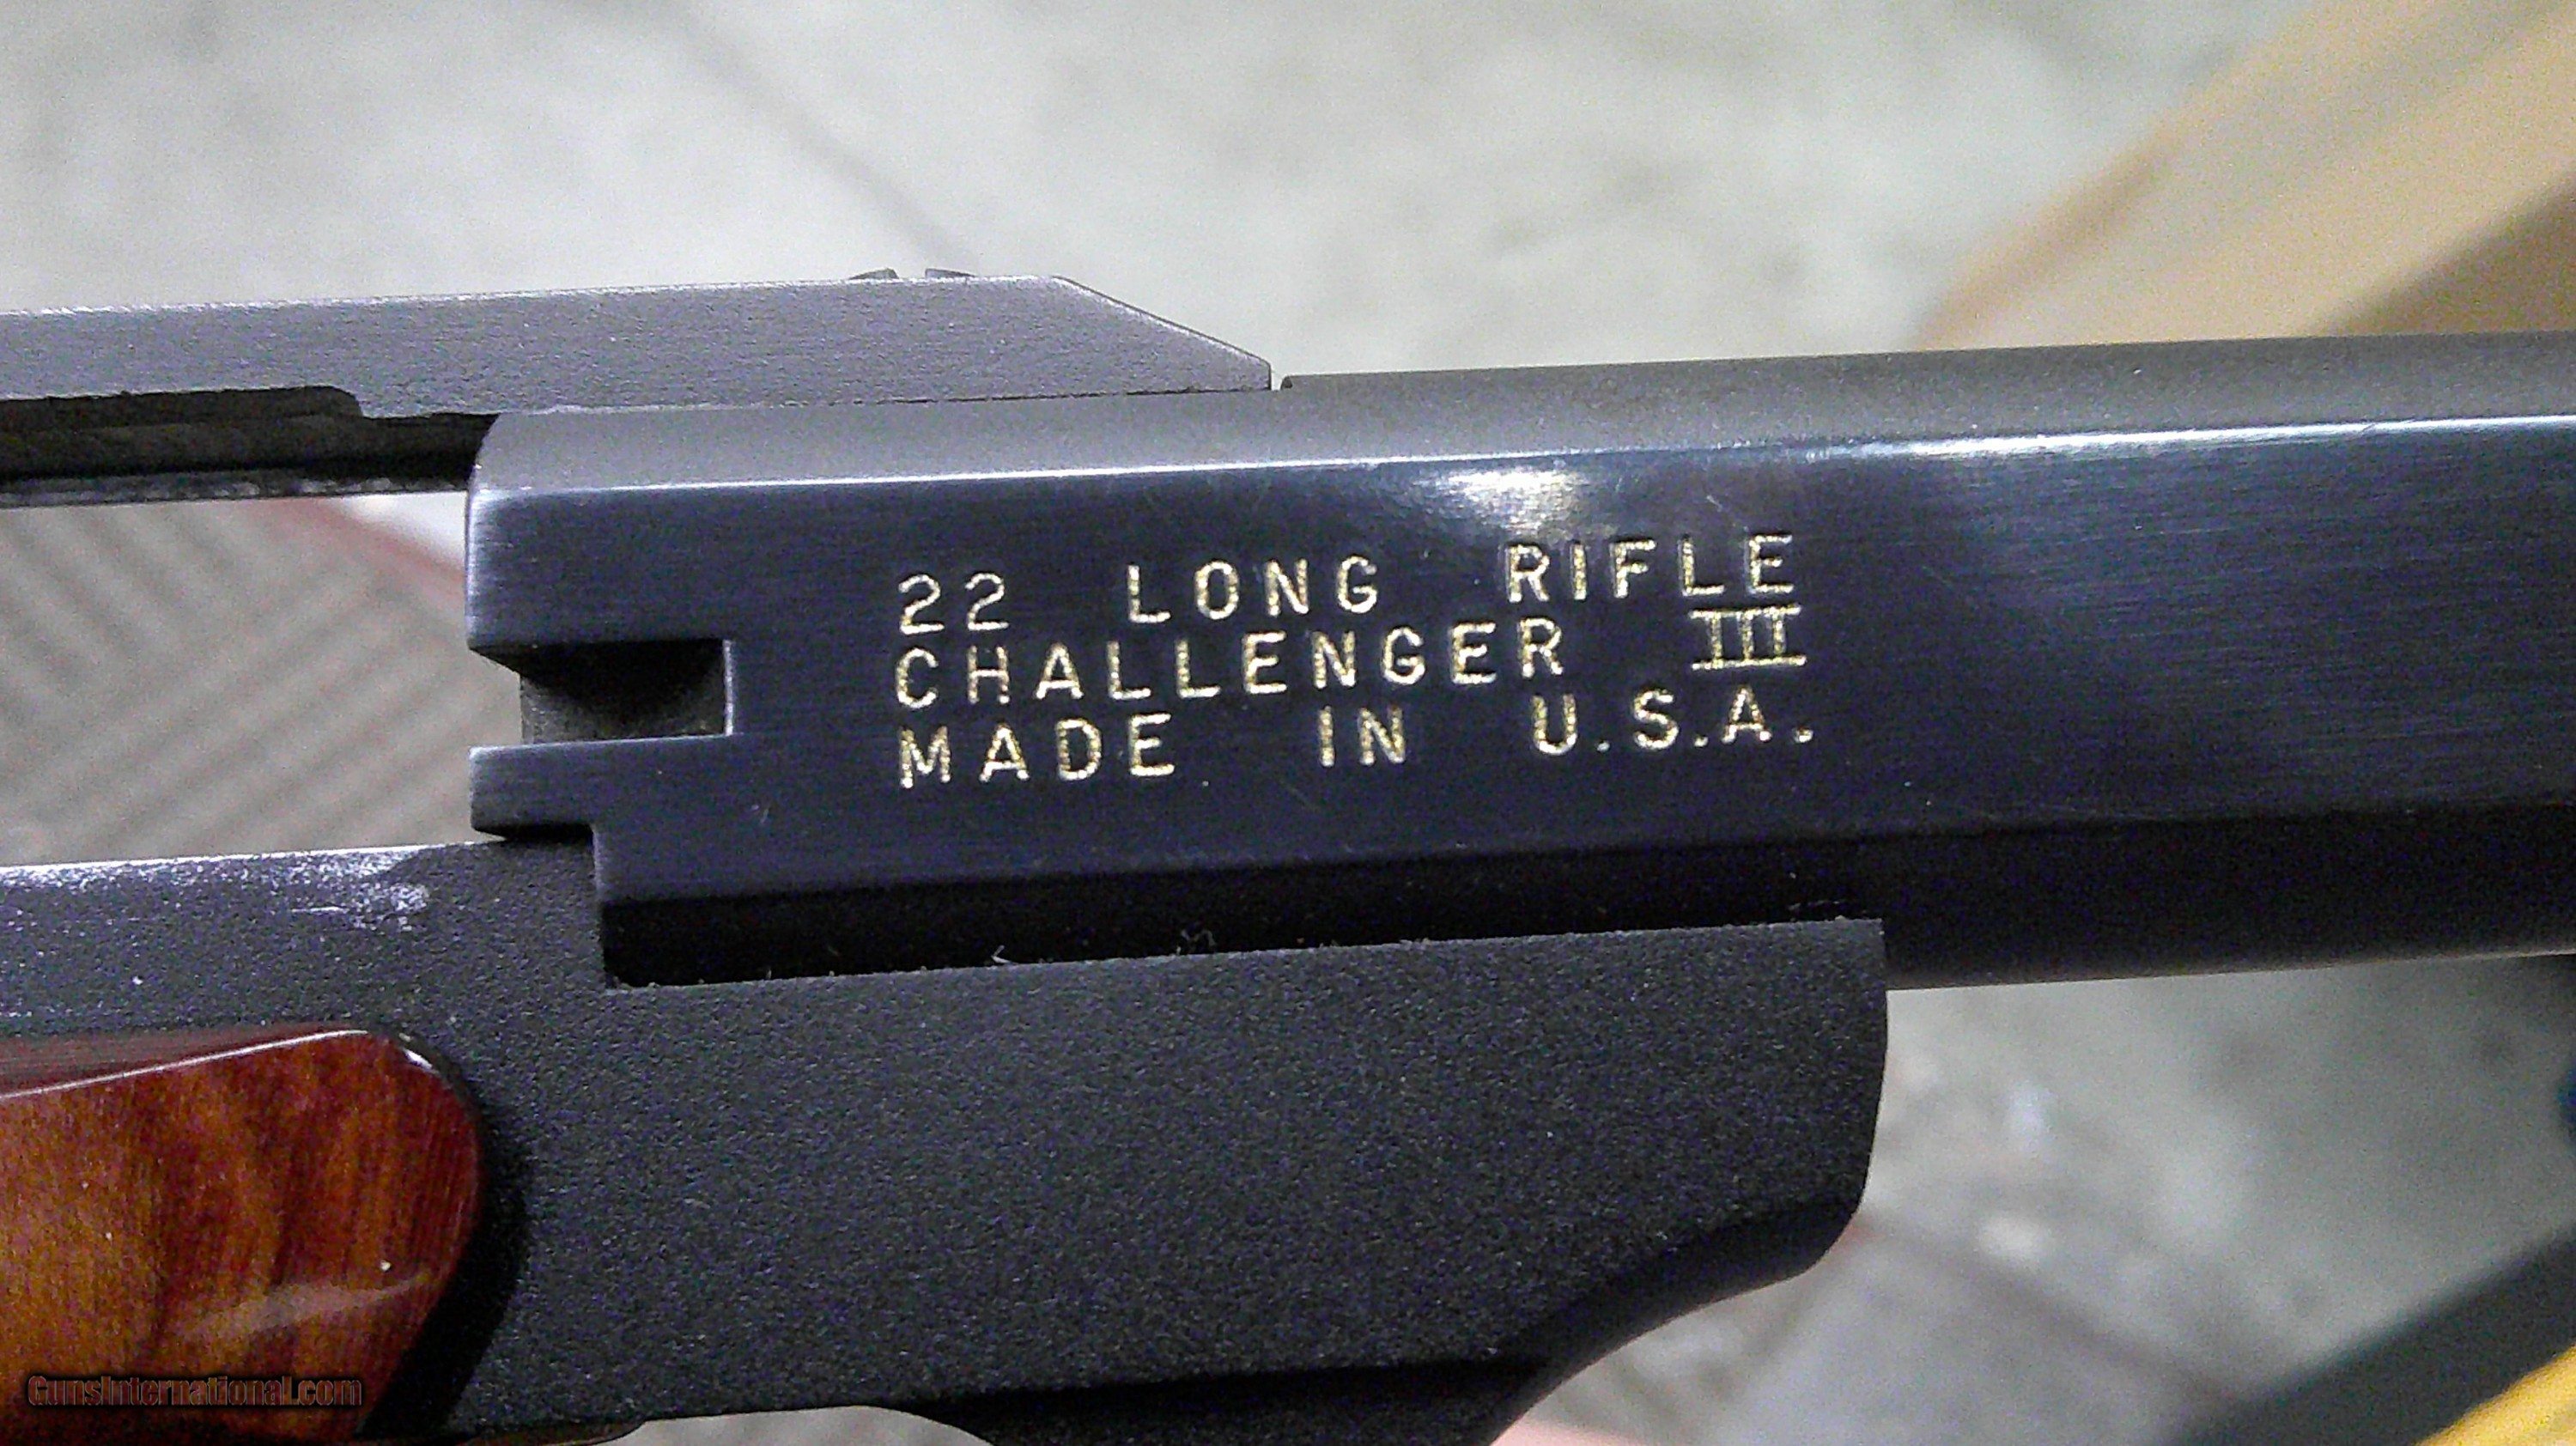 22 LONG RIFLE
CHALLENGER III
MADE IN U.S.A.
GunsInternational.com